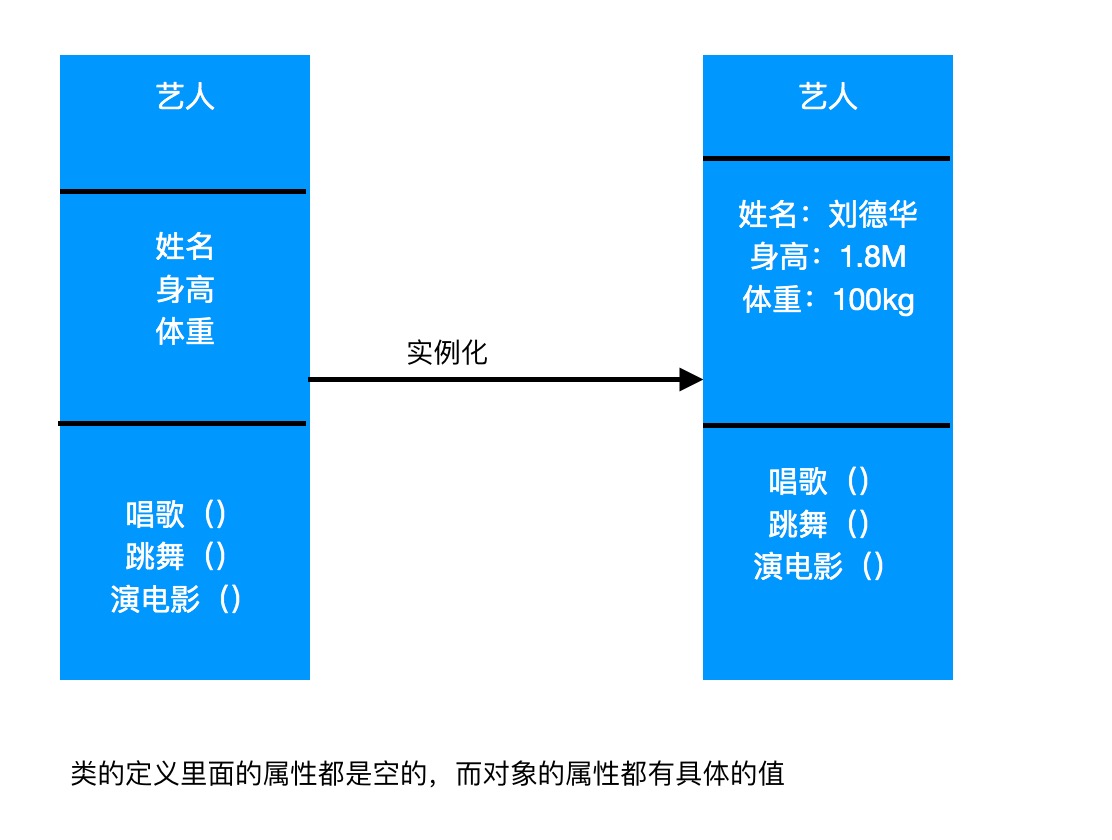 艺人
姓名
身高
体重
唱歌（）
跳舞（）
演电影（）
实例化
艺人
姓名：刘德华
身高：1.8M
体重：100kg
唱歌（）
跳舞（）
演电影（）
类的定义里面的属性都是空的，而对象的属性都有具体的值